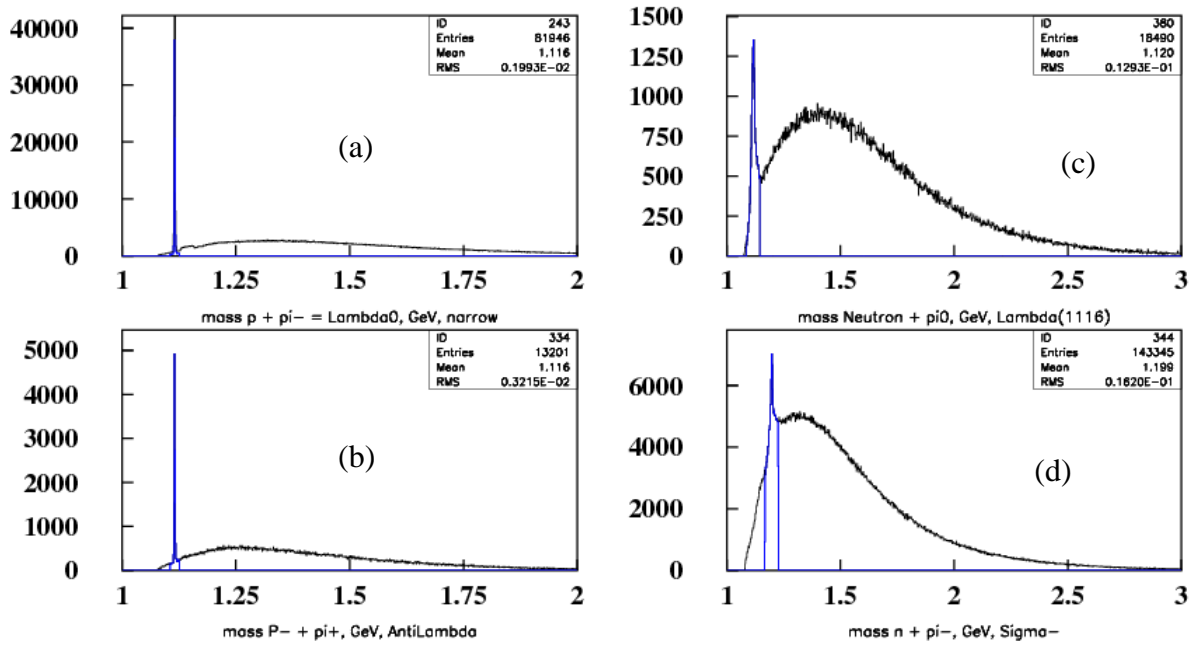 40000
30000
20000
10000
0
1
1.25
1.5
1.75
2
ID 243
Entries 81946
Mean 1.116
RMS 0.1993E-02
(a)
mass p + pi- = Lambda0, GeV, narrow
1500
1250
1000
750
500
250
0
1
1.5
2
2.5
3
ID 380
Entries 18490
Mean 1.120
RMS 0.1293E-01
(c)
mass Neutron + pi0, GeV, Lambda(1116)
5000
4000
3000
2000
1000
0
1
1.25
1.5
1.75
2
ID 334
Entries 13201
Mean 1.116
RMS 0.3215E-02
(b)
mass P- + pi+, GeV, AntiLambda
6000
4000
2000
0
1
1.5
2
2.5
3
ID 344
Entries 143345
Mean 1.199
RMS 0.1620E-01
(d)
mass n + pi-, GeV, Sigma-